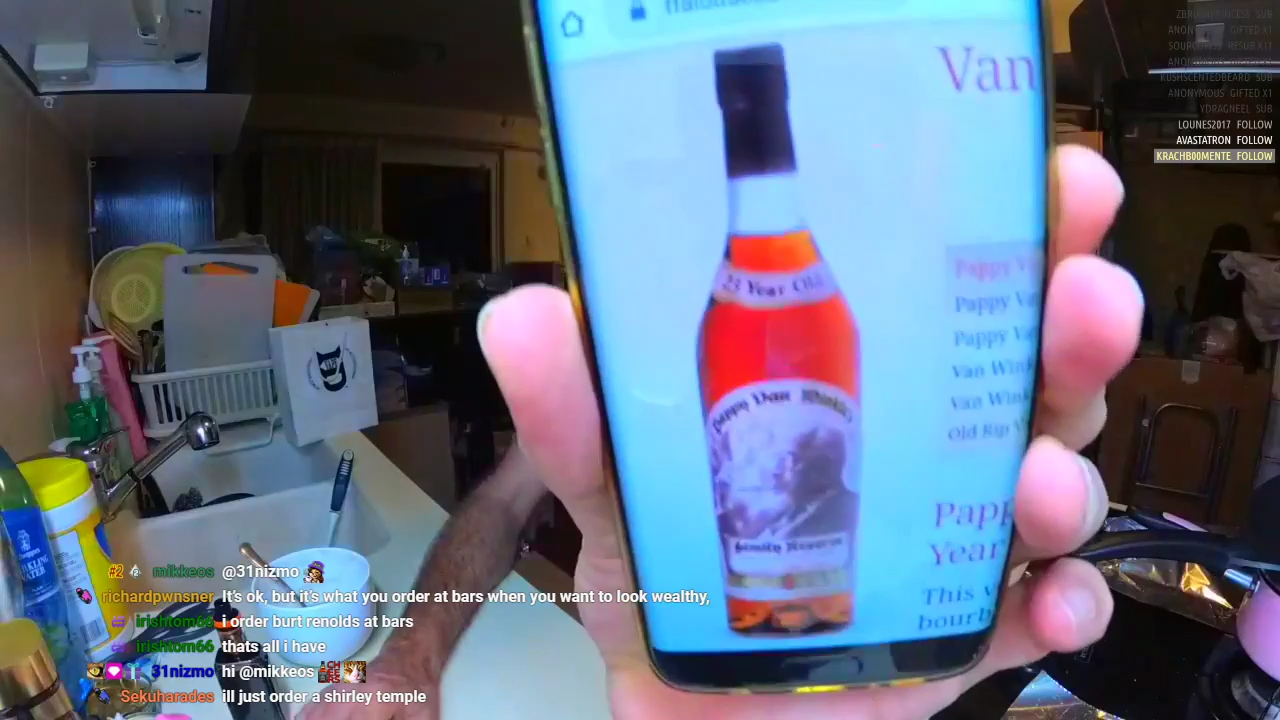 ANONYMOUS GIFTED X1
YDRAGNEEL SUB
LOUNES2017 FOLLOW
AVASTATRON FOLLOW
KRACHB00MENTE FOLLOW
Van
23 Year Old
Pappy Van Winkle's
Family Reserve
Pappy V
Pappy Va
Pappy Va
Van Wink
Van Wink
Old Rip V
Papp
Year
This v
bourb
#2 mikkeos @31nizmo
richardpwnsner It's ok, but it's what you order at bars when you want to look wealthy,
irishtom66 i order burt renolds at bars
irishtom66 thats all i have
31nizmo hi @mikkeos
Sekuharades ill just order a shirley temple